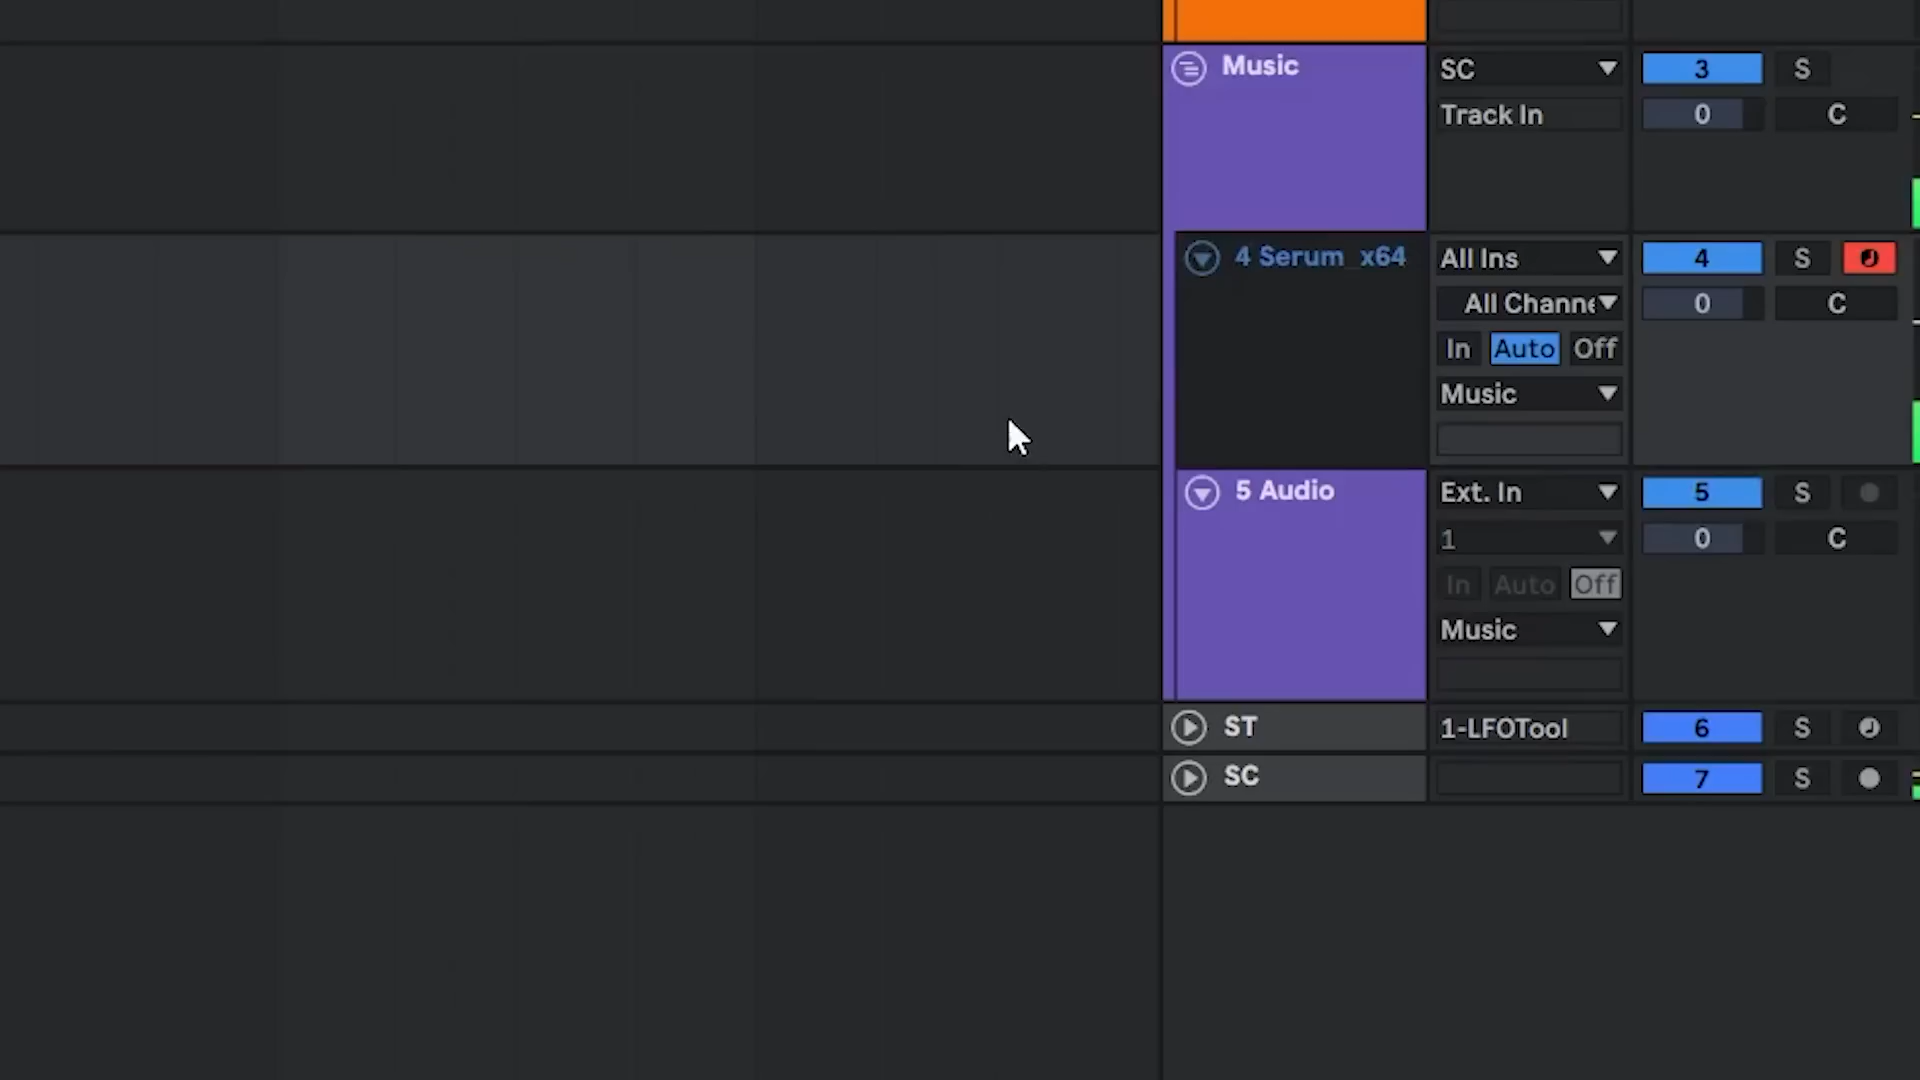 Music
SC
3
S
Track In
0
C
4 Serum_x64
All Ins
4
S
All Channe
0
C
In Auto Off
Music
5 Audio
Ext. In
5
S
1
0
C
In Auto Off
Music
ST
1-LFOTool
6
S
SC
7
S